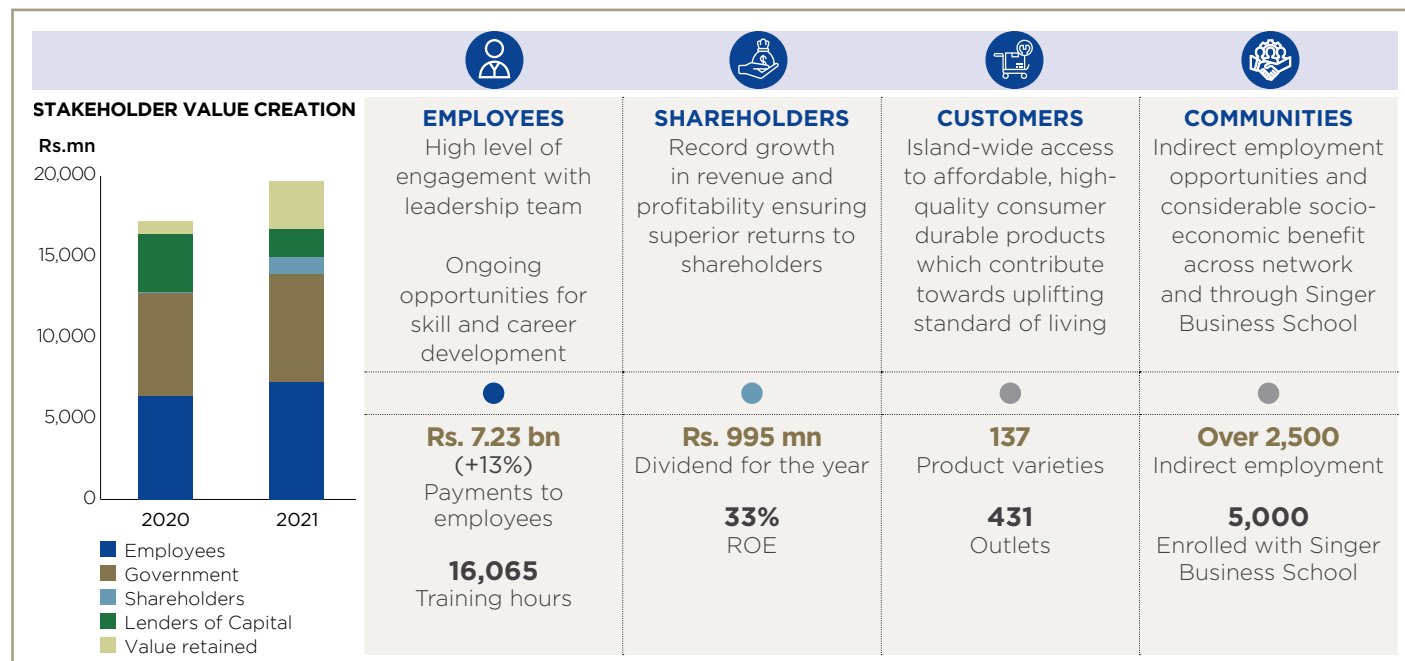 STAKEHOLDER VALUE CREATION
Rs.mn
20,000
15,000
10,000
5,000
0
2020
2021
Employees
Government
Shareholders
Lenders of Capital
Value retained
EMPLOYEES
High level of
engagement with
leadership team
Ongoing
opportunities for
skill and career
development
Rs. 7.23 bn
(+13%)
Payments to
employees
16,065
Training hours
SHAREHOLDERS
Record growth
in revenue and
profitability ensuring
superior returns to
shareholders
Rs. 995 mn
Dividend for the year
33%
ROE
CUSTOMERS
Island-wide access
to affordable, high-
quality consumer
durable products
which contribute
towards uplifting
standard of living
137
Product varieties
431
Outlets
COMMUNITIES
Indirect employment
opportunities and
considerable socio-
economic benefit
across network
and through Singer
Business School
Over 2,500
Indirect employment
5,000
Enrolled with Singer
Business School